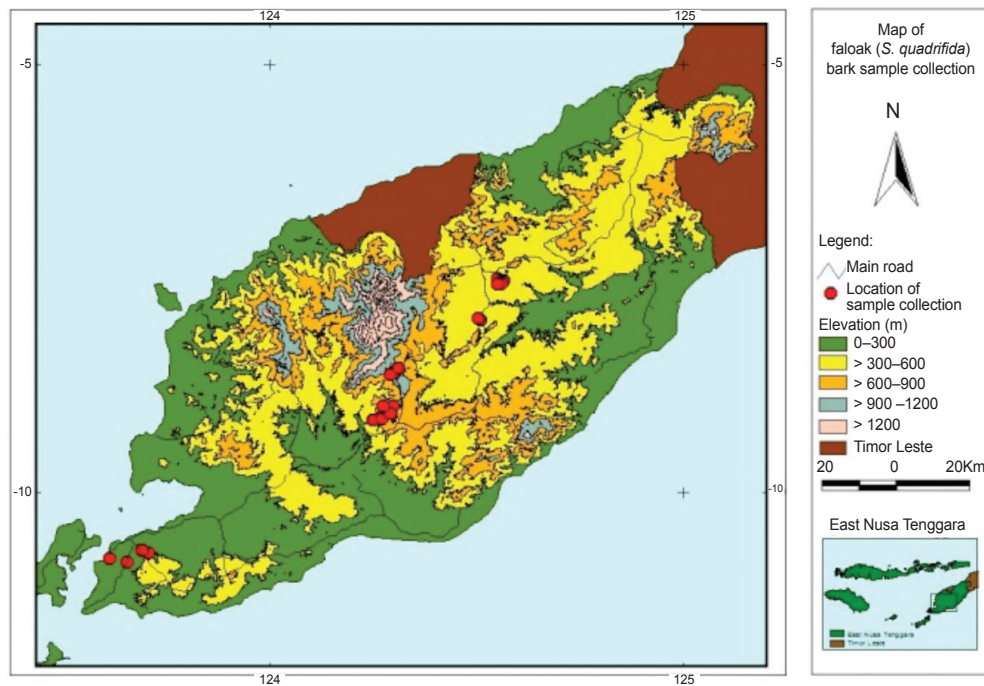 124
125
-5
-5
-10
-10
124
125
Map of
faloak (S. quadrifida)
bark sample collection
N
Legend:
Main road
Location of
sample collection
Elevation (m)
0–300
> 300–600
> 600–900
> 900 –1200
> 1200
Timor Leste
20 0 20Km
East Nusa Tenggara
East Nusa Tenggara
Timor Leste